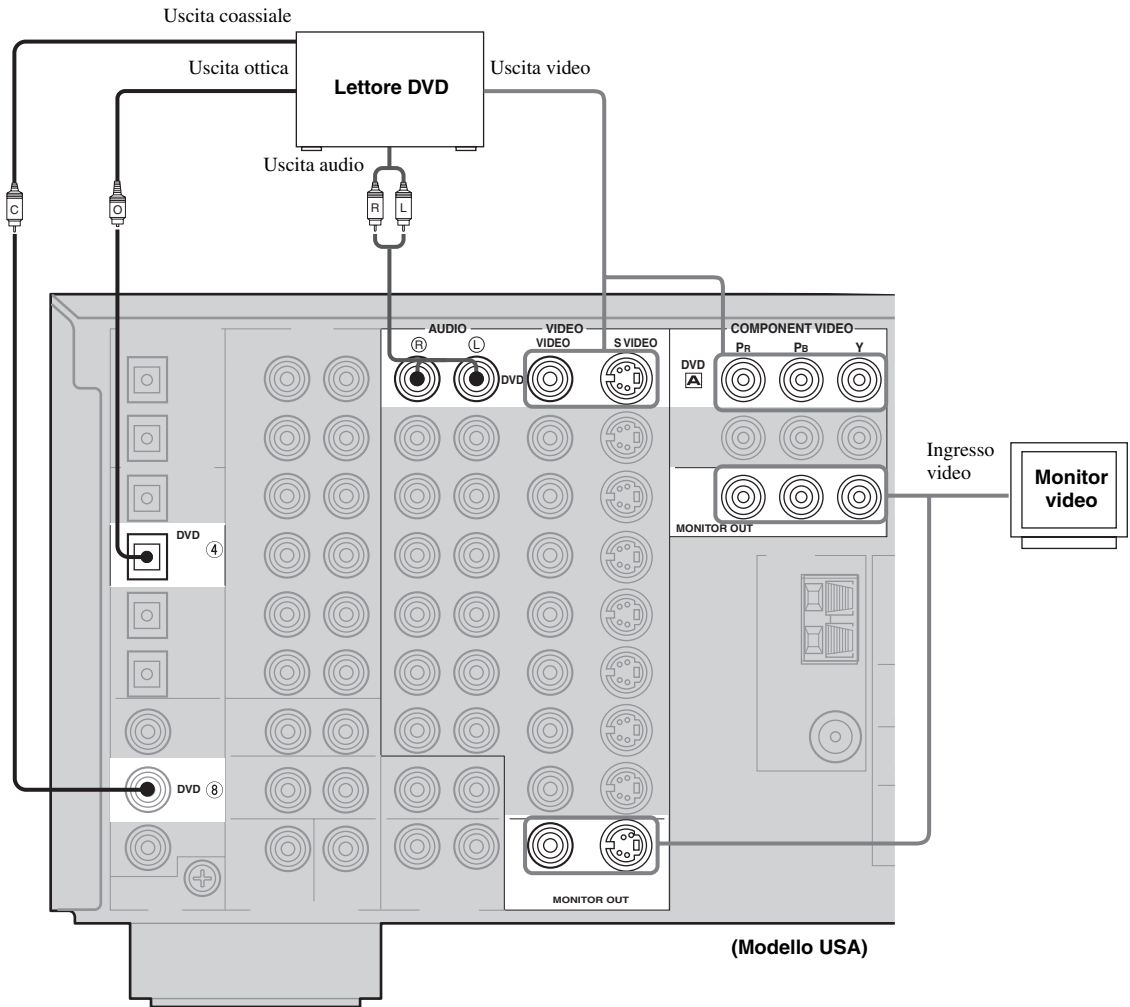 Uscita coassiale
Uscita ottica
Lettore DVD
Uscita video
Uscita audio
C
O
R
L
AUDIO
VIDEO
COMPONENT VIDEO
R
L
VIDEO
S VIDEO
PR
PB
Y
DVD
DVD
A
Ingresso
video
Monitor
video
MONITOR OUT
DVD
4
DVD
8
MONITOR OUT
(Modello USA)